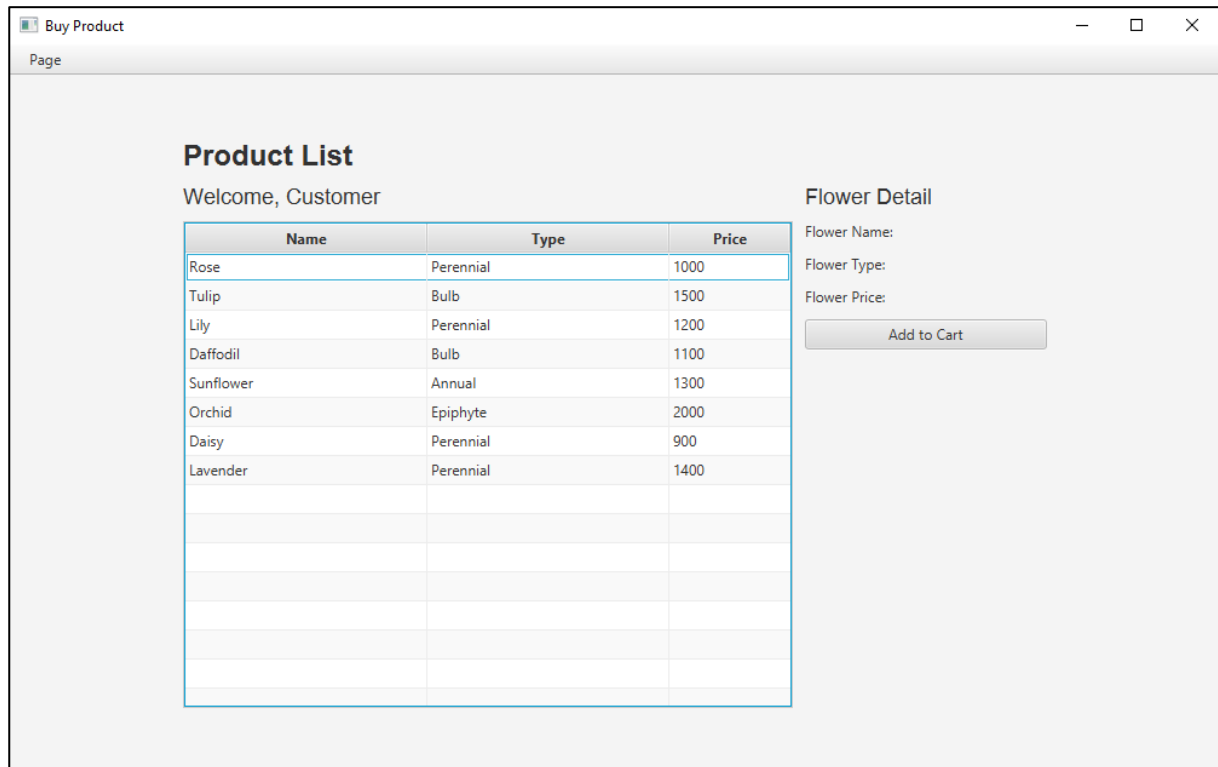 Buy Product
Page
Product List
Welcome, Customer
Name Type Price
Rose Perennial 1000
Tulip Bulb 1500
Lily Perennial 1200
Daffodil Bulb 1100
Sunflower Annual 1300
Orchid Epiphyte 2000
Daisy Perennial 900
Lavender Perennial 1400
Flower Detail
Flower Name:
Flower Type:
Flower Price:
Add to Cart